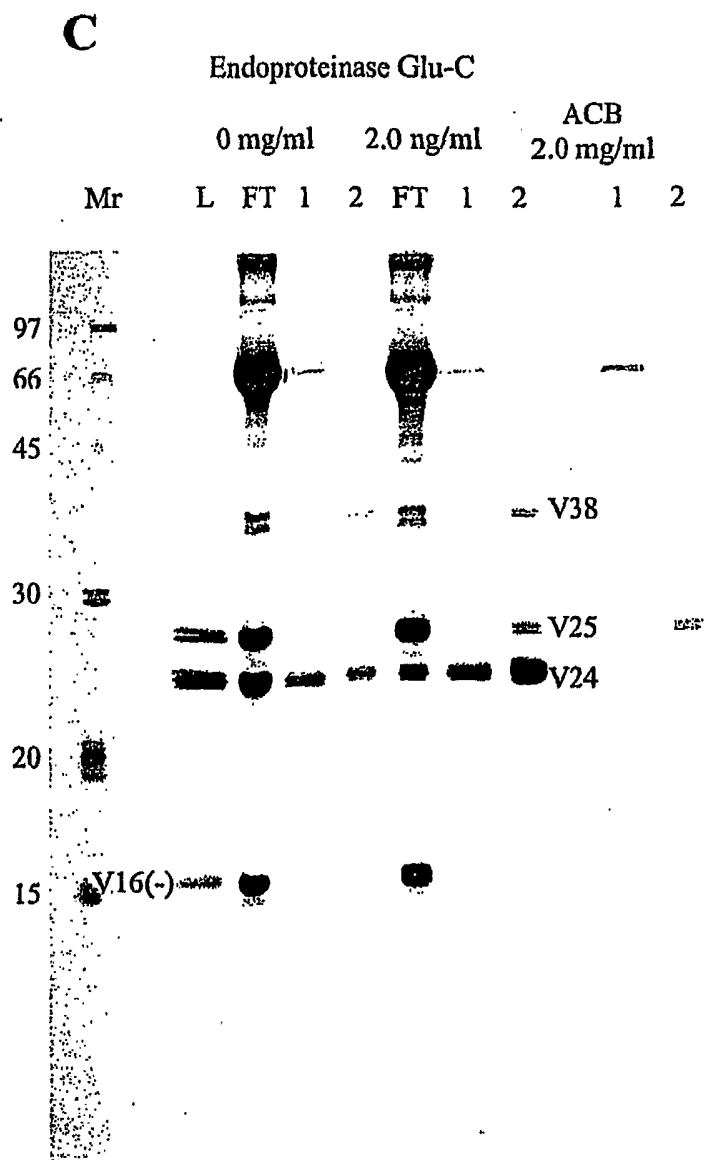 C
Endoproteinase Glu-C
0 mg/ml 2.0 ng/ml ACB 2.0 mg/ml
Mr L FT 1 2 FT 1 2 1 2
97
66
45
V38
30
V25
V24
20
15 V16(-)